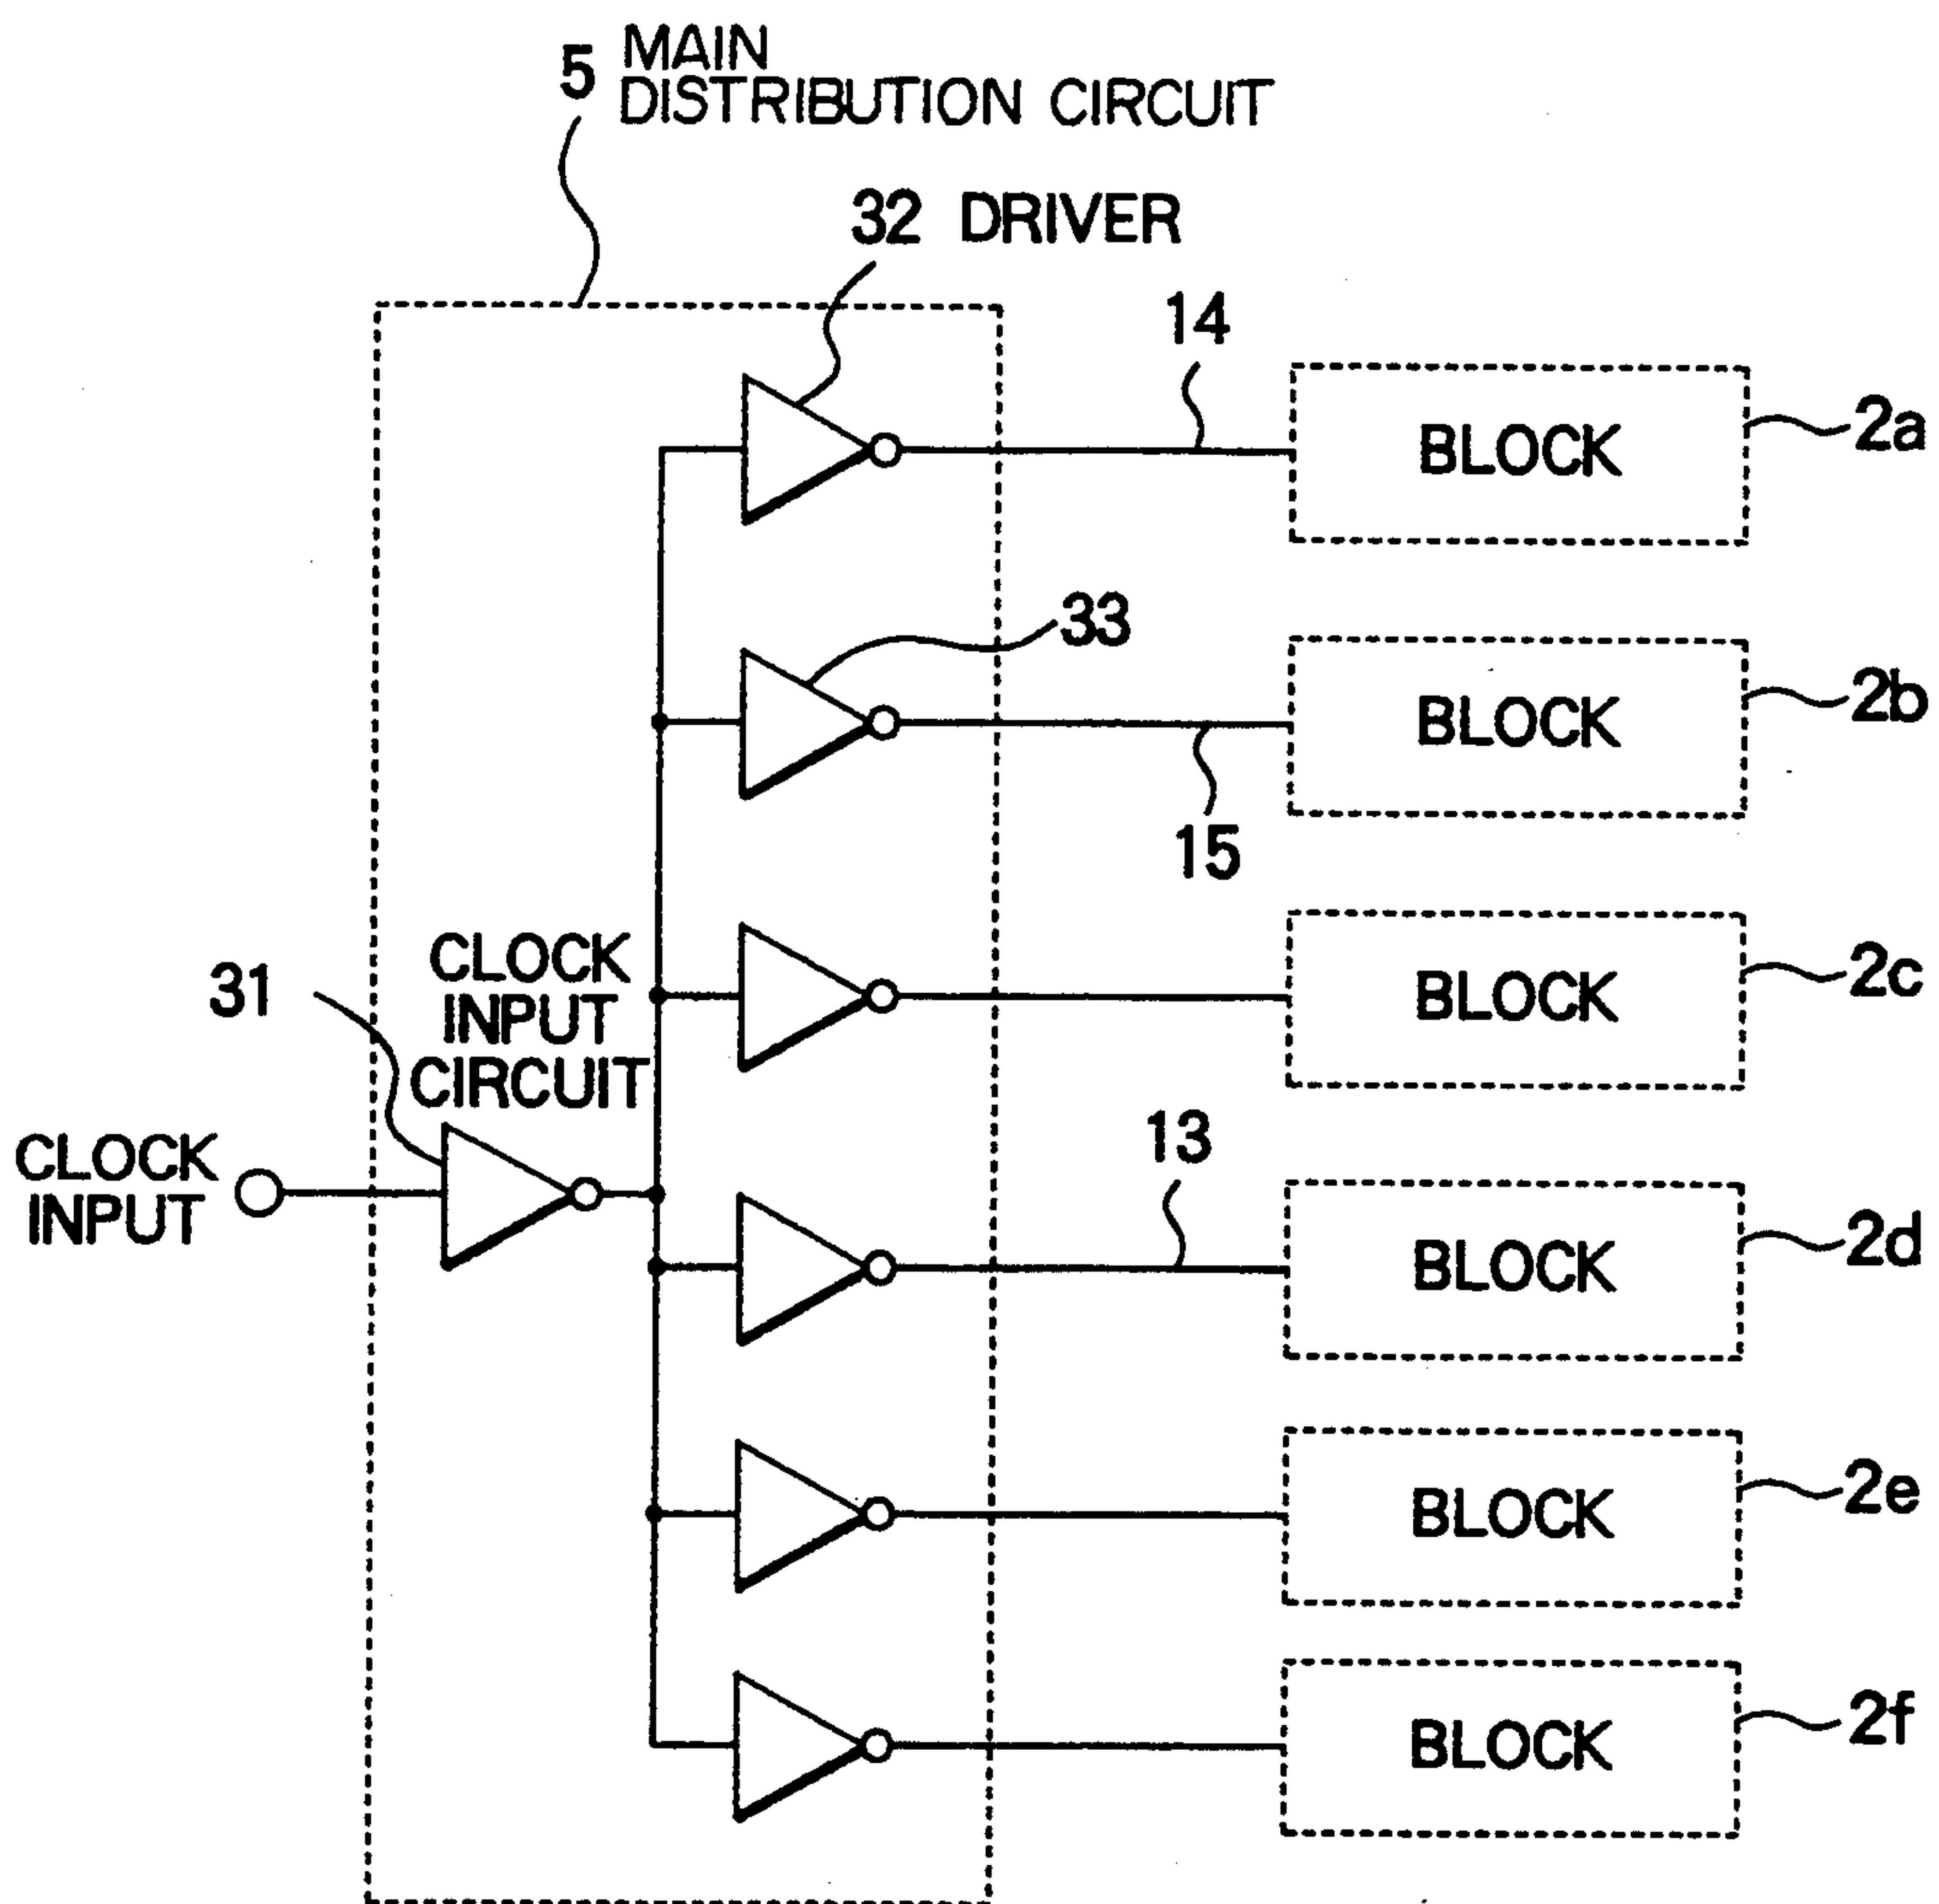 5 MAIN
DISTRIBUTION CIRCUIT
32 DRIVER
14
BLOCK
2a
33
BLOCK
2b
15
CLOCK
INPUT
CIRCUIT
31
BLOCK
2c
13
CLOCK
INPUT
BLOCK
2d
BLOCK
2e
BLOCK
2f